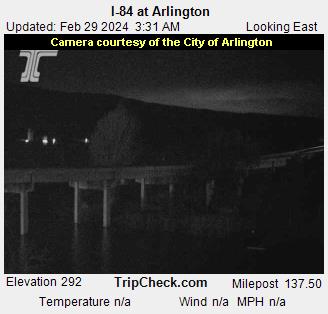 I-84 at Arlington
Updated: Feb 29 2024 3:31 AM Looking East
Camera courtesy of the City of Arlington
Elevation 292 TripCheck.com Milepost 137.50
Temperature n/a Wind n/a MPH n/a